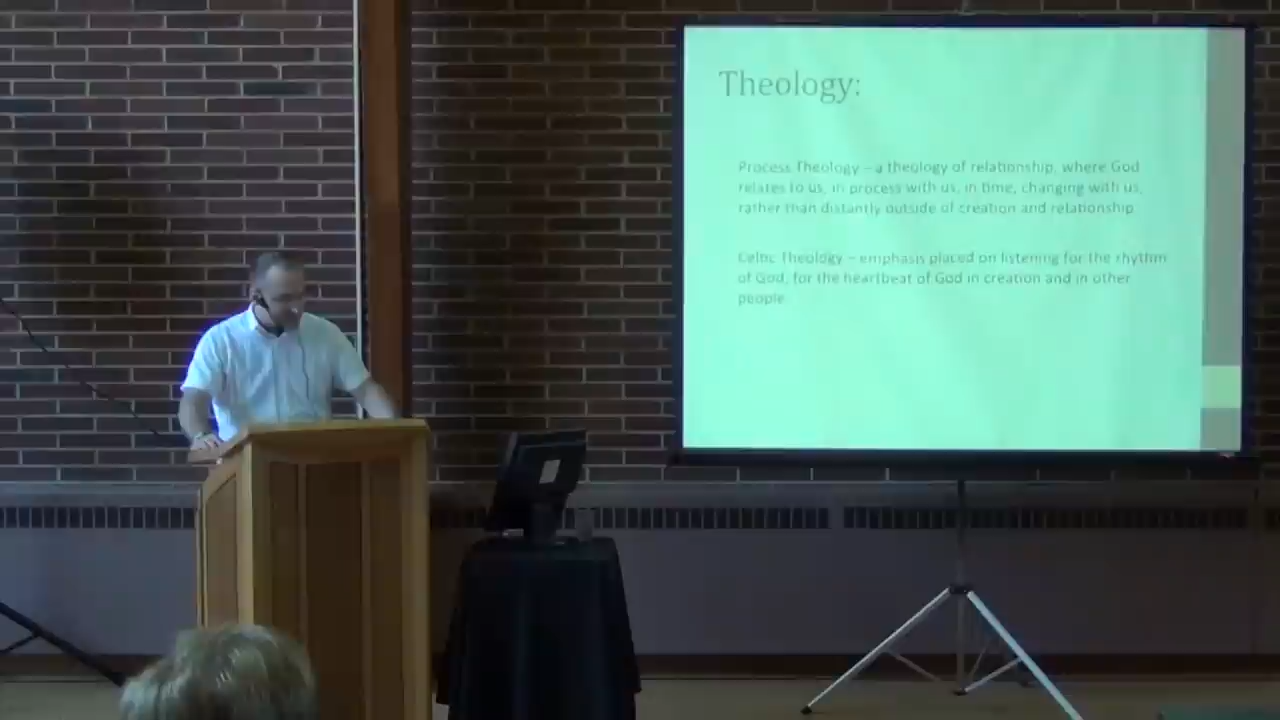 Theology:
Process Theology – a theology of relationship, where God
relates to us, in process with us, in time, changing with us,
rather than distantly outside of creation and relationship.
Celtic Theology – emphasis placed on listening for the rhythm
of God, for the heartbeat of God in creation and in other
people.